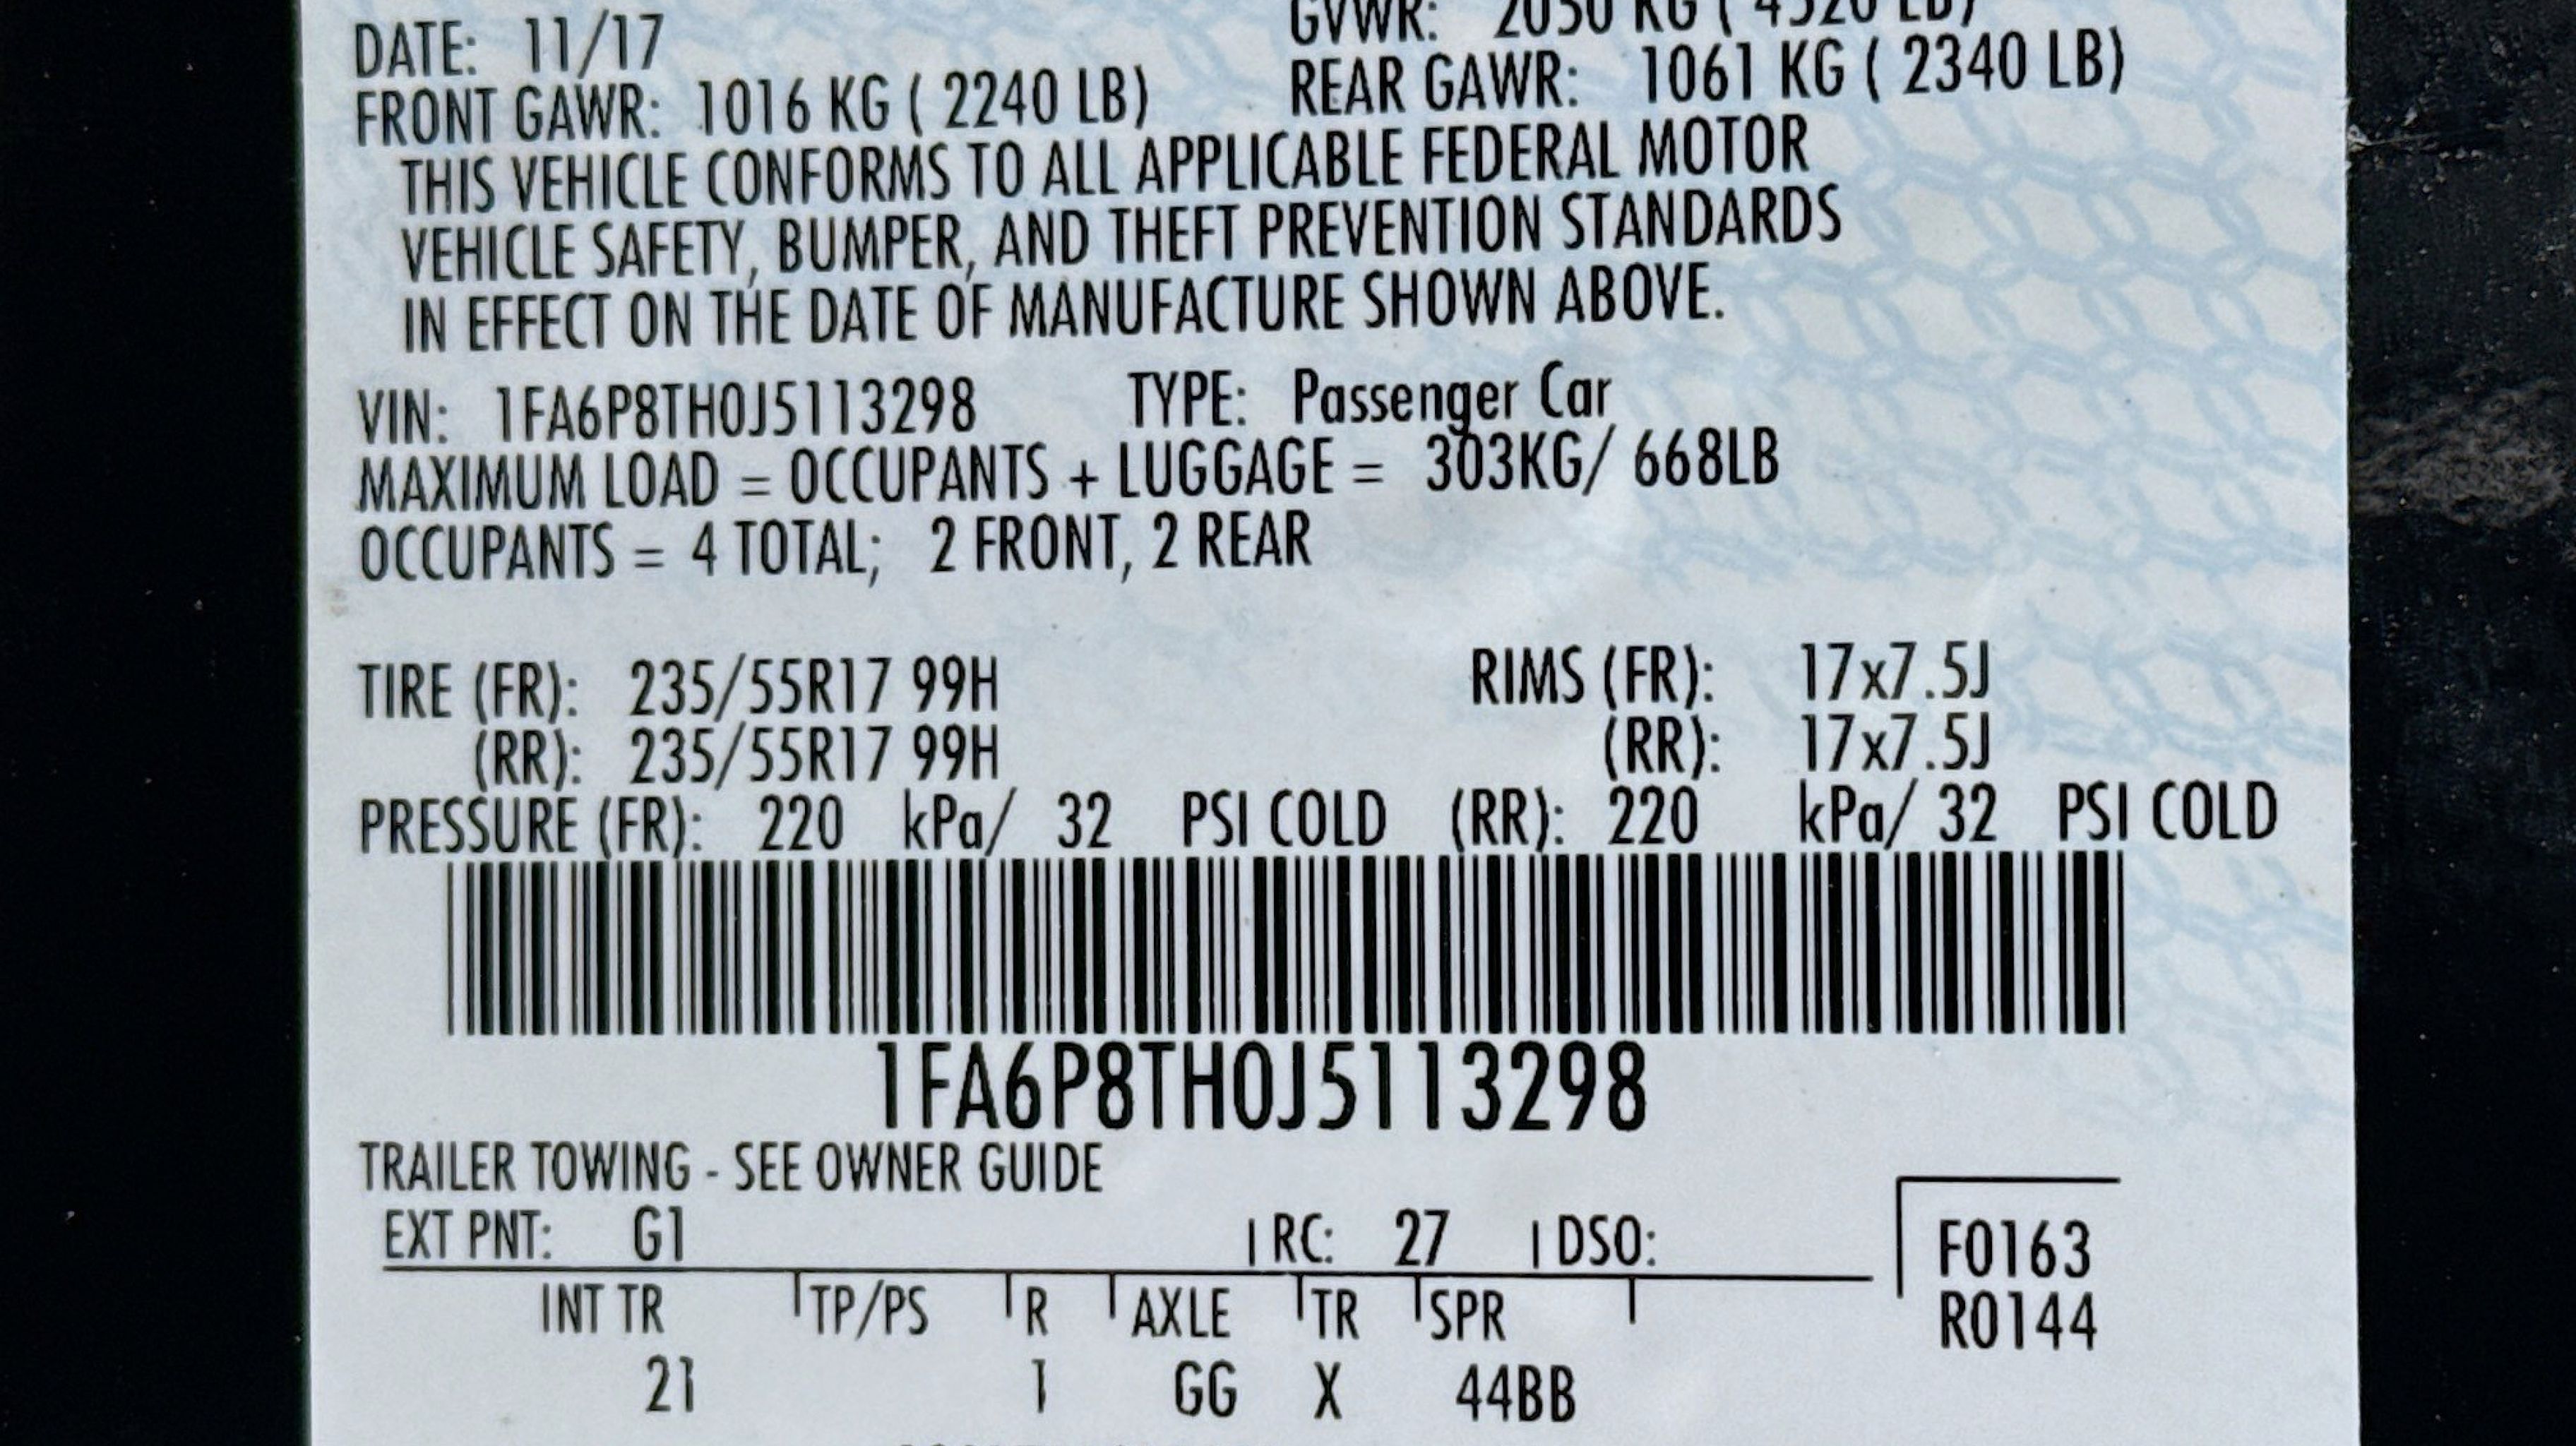 DATE: 11/17 GVWR: 2050 KG ( 4520 LB)
FRONT GAWR: 1016 KG ( 2240 LB) REAR GAWR: 1061 KG ( 2340 LB)
THIS VEHICLE CONFORMS TO ALL APPLICABLE FEDERAL MOTOR
VEHICLE SAFETY, BUMPER, AND THEFT PREVENTION STANDARDS
IN EFFECT ON THE DATE OF MANUFACTURE SHOWN ABOVE.
VIN: 1FA6P8TH0J5113298 TYPE: Passenger Car
MAXIMUM LOAD = OCCUPANTS + LUGGAGE = 303KG/ 668LB
OCCUPANTS = 4 TOTAL; 2 FRONT, 2 REAR
TIRE (FR): 235/55R17 99H RIMS (FR): 17x7.5J
(RR): 235/55R17 99H (RR): 17x7.5J
PRESSURE (FR): 220 kPa/ 32 PSI COLD (RR): 220 kPa/ 32 PSI COLD
1FA6P8TH0J5113298
TRAILER TOWING - SEE OWNER GUIDE
EXT PNT: G1 RC: 27 DSO: F0163
INT TR TP/PS R AXLE TR SPR R0144
21 1 GG X 44BB